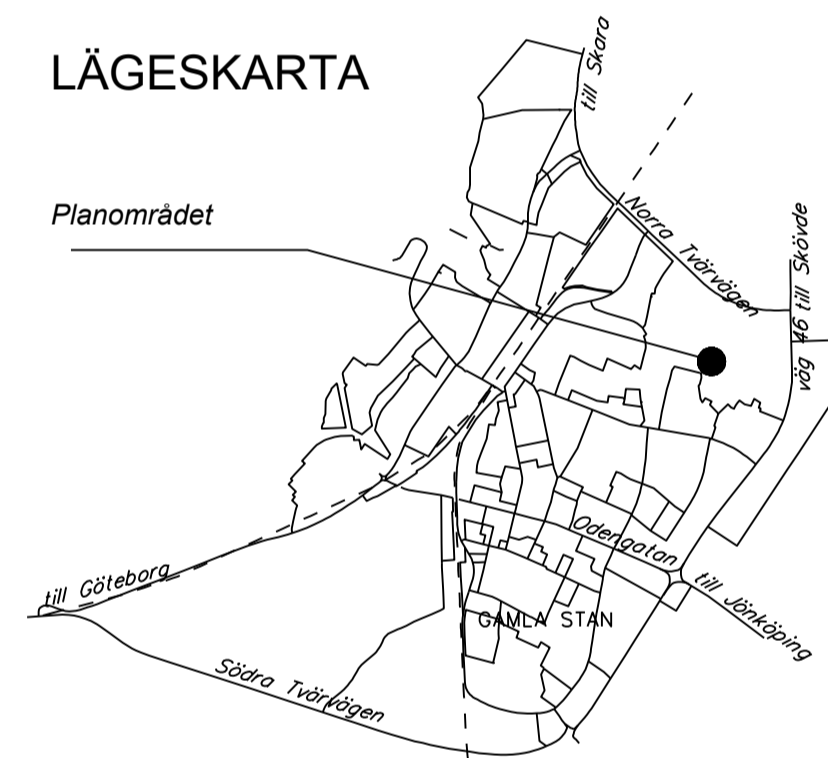 LÄGESKARTA
till Skara
Planområdet
Norra Tvärvägen
väg 46 till Skövde
Odengatan
till Jönköping
till Göteborg
GAMLA STAN
Södra Tvärvägen